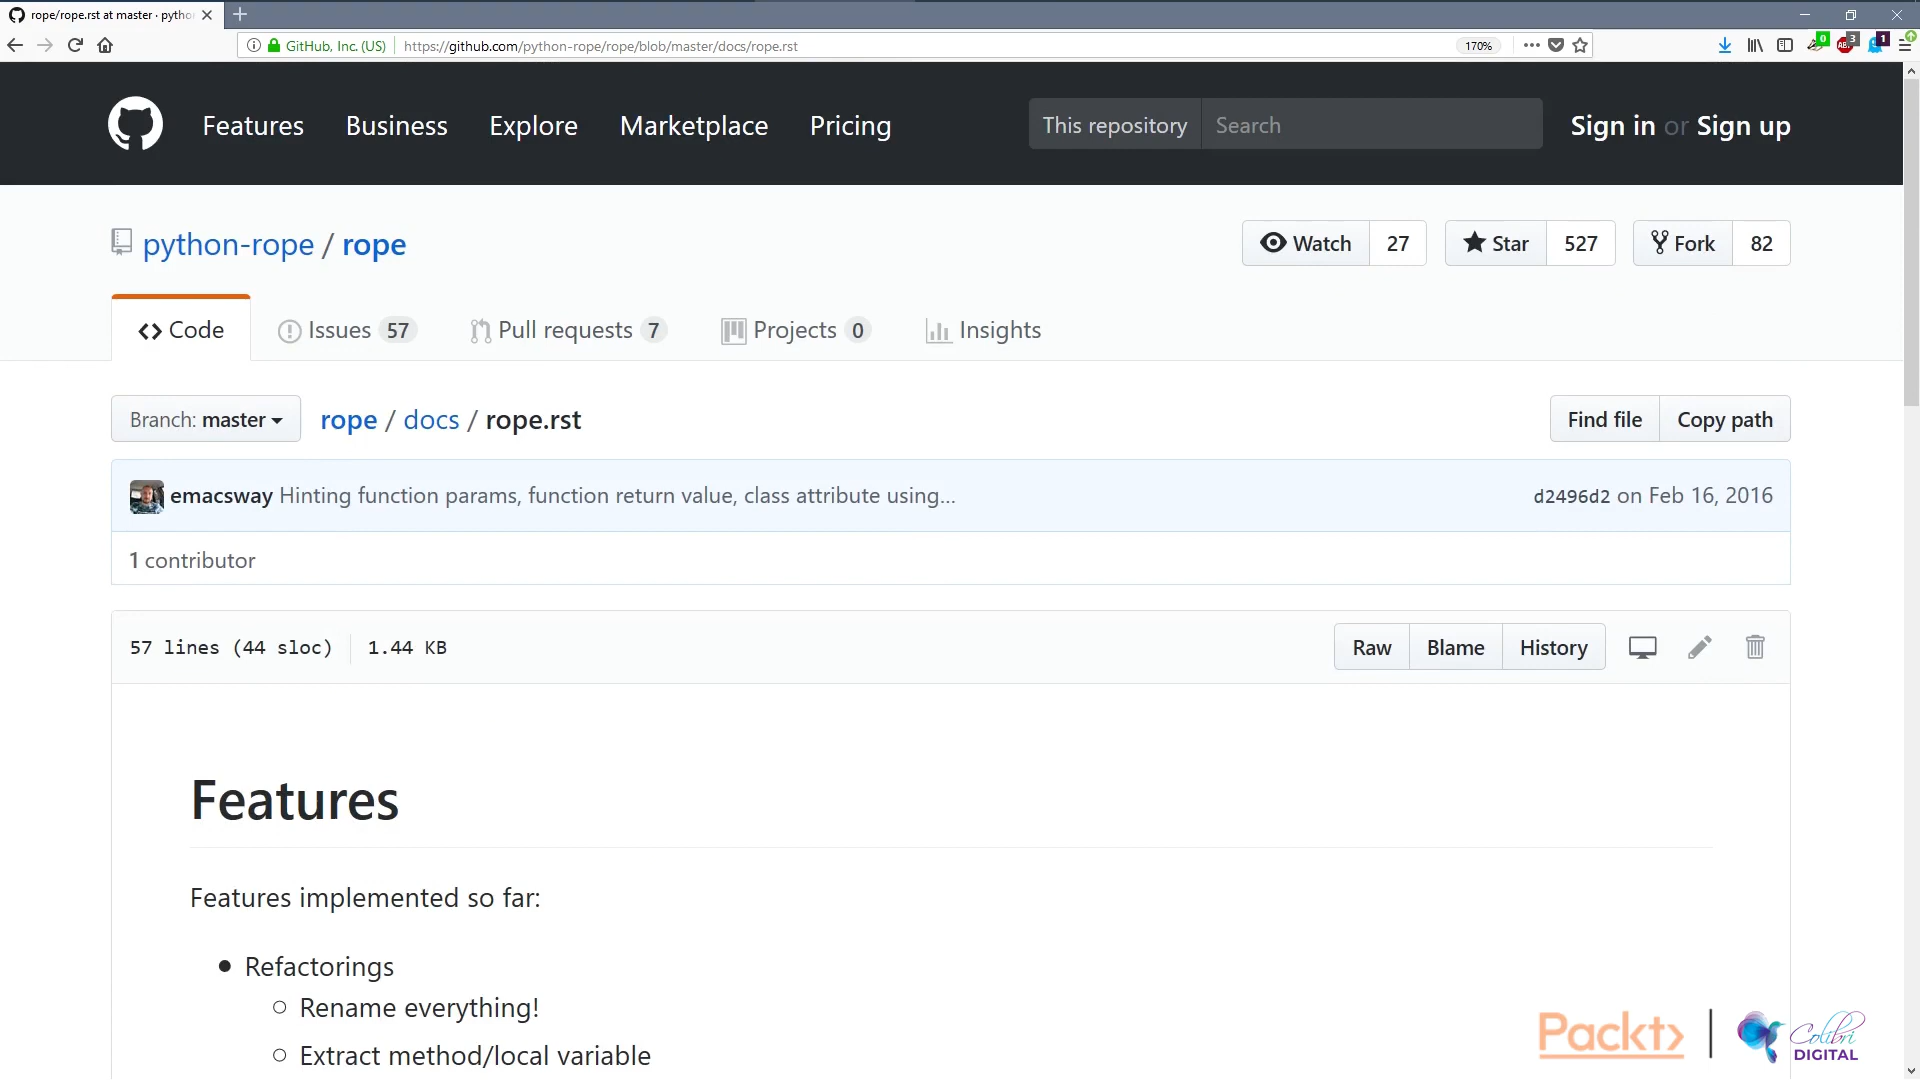 rope/rope.rst at master · pytho
GitHub, Inc. (US) https://github.com/python-rope/rope/blob/master/docs/rope.rst 170% 0 3 1
Features Business Explore Marketplace Pricing This repository Search Sign in or Sign up
python-rope / rope Watch 27 Star 527 Fork 82
Code Issues 57 Pull requests 7 Projects 0 Insights
Branch: master rope / docs / rope.rst Find file Copy path
emacsway Hinting function params, function return value, class attribute using… d2496d2 on Feb 16, 2016
1 contributor
57 lines (44 sloc) 1.44 KB Raw Blame History
Features
Features implemented so far:
Refactorings
Rename everything!
Extract method/local variable
Packt Colibri
DIGITAL